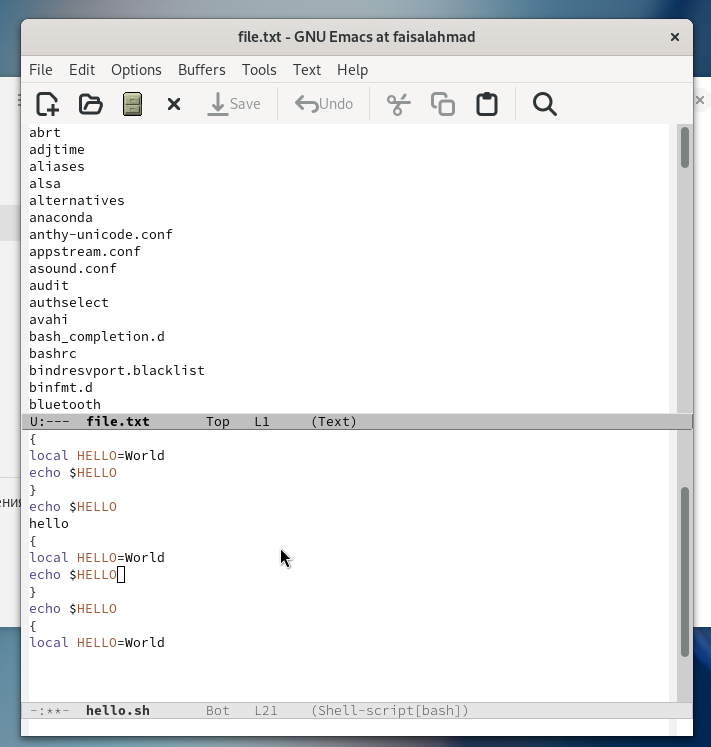 file.txt - GNU Emacs at faisalahmad
File Edit Options Buffers Tools Text Help
Save Undo
abrt
adjtime
aliases
alsa
alternatives
anaconda
anthy-unicode.conf
appstream.conf
asound.conf
audit
authselect
avahi
bash_completion.d
bashrc
bindresvport.blacklist
binfmt.d
bluetooth
U:--- file.txt Top L1 (Text)
{
local HELLO=World
echo $HELLO
}
echo $HELLO
hello
{
local HELLO=World
echo $HELLO
}
echo $HELLO
{
local HELLO=World
-:**- hello.sh Bot L21 (Shell-script[bash])